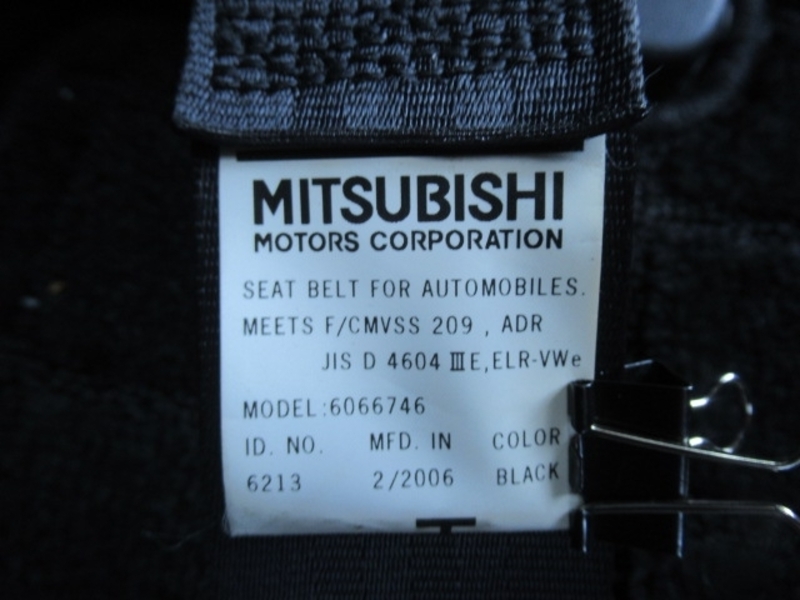 MITSUBISHI
MOTORS CORPORATION
SEAT BELT FOR AUTOMOBILES.
MEETS F/CMVSS 209 , ADR
JIS D 4604 ⅢE,ELR-VWe
MODEL:6066746
ID. NO. MFD. IN COLOR
6213 2/2006 BLACK